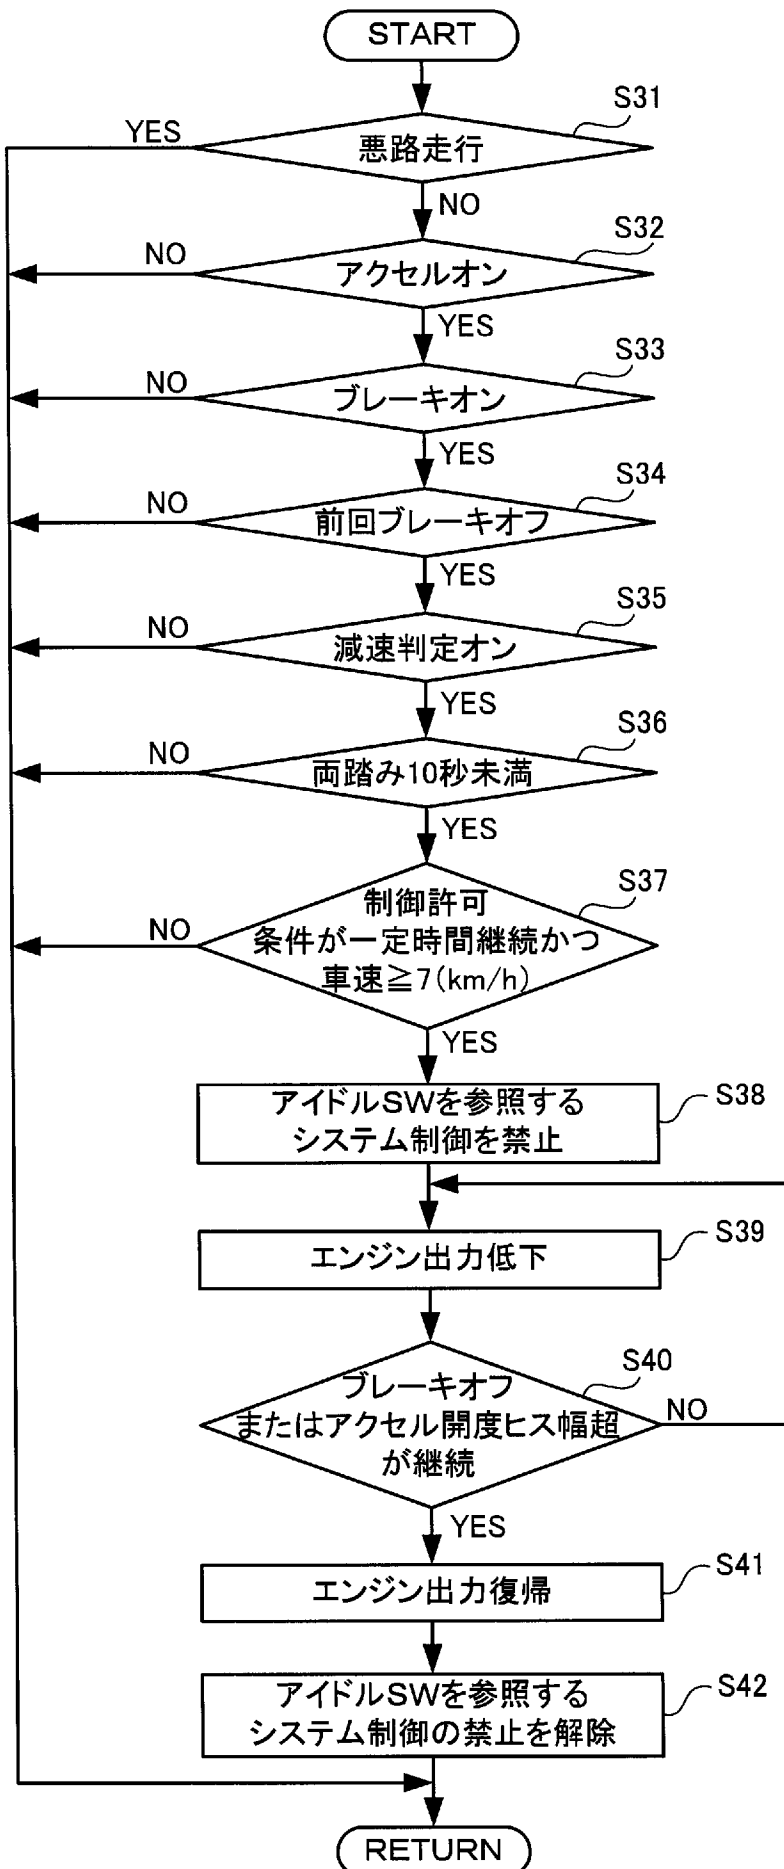 START
S31
YES
悪路走行
NO
S32
NO
アクセルオン
YES
S33
NO
ブレーキオン
YES
S34
NO
前回ブレーキオフ
YES
S35
NO
減速判定オン
YES
S36
NO
両踏み10秒未満
YES
S37
制御許可
NO
条件が一定時間継続かつ
車速≧7(km/h)
YES
S38
アイドルSWを参照する
システム制御を禁止
S39
エンジン出力低下
S40
ブレーキオフ
NO
またはアクセル開度ヒス幅超
が継続
YES
S41
エンジン出力復帰
S42
アイドルSWを参照する
システム制御の禁止を解除
RETURN